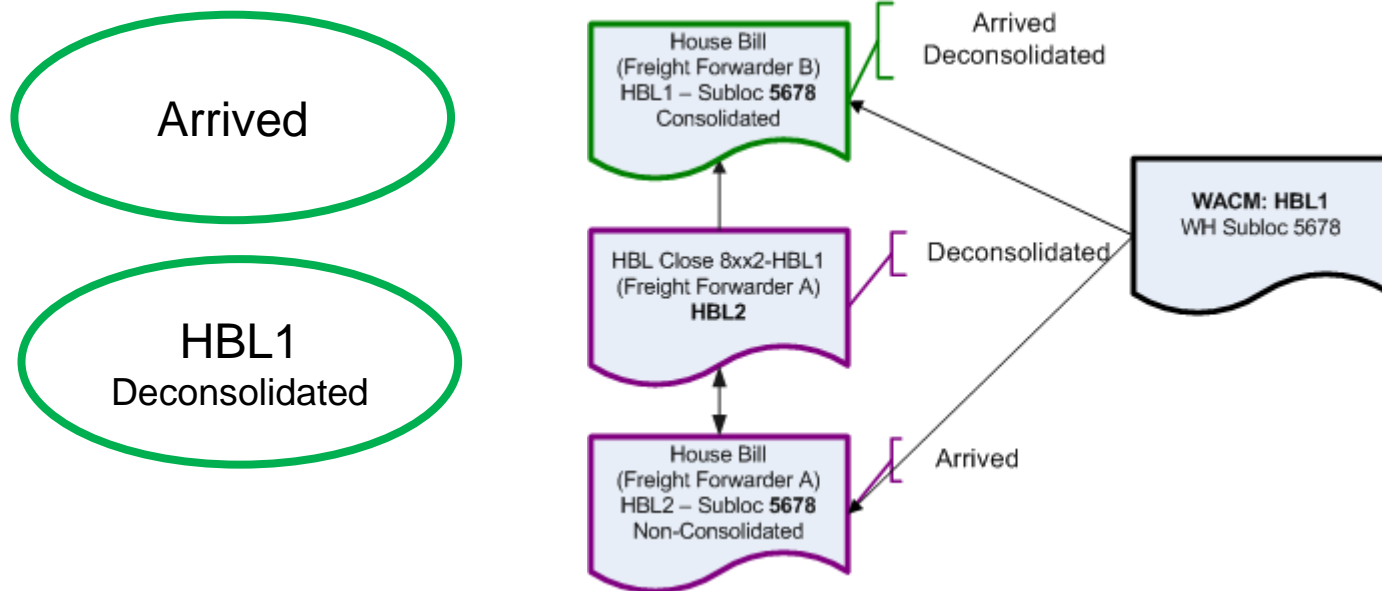 Arrived
HBL1
Deconsolidated
House Bill
(Freight Forwarder B)
HBL1 – Subloc 5678
Consolidated
Arrived
Deconsolidated
HBL Close 8xx2-HBL1
(Freight Forwarder A)
HBL2
Deconsolidated
WACM: HBL1
WH Subloc 5678
House Bill
(Freight Forwarder A)
HBL2 – Subloc 5678
Non-Consolidated
Arrived